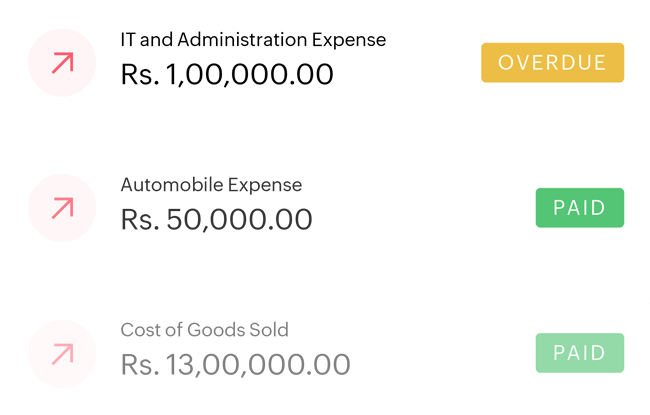 IT and Administration Expense
Rs. 1,00,000.00
OVERDUE
Automobile Expense
Rs. 50,000.00
PAID
Cost of Goods Sold
Rs. 13,00,000.00
PAID